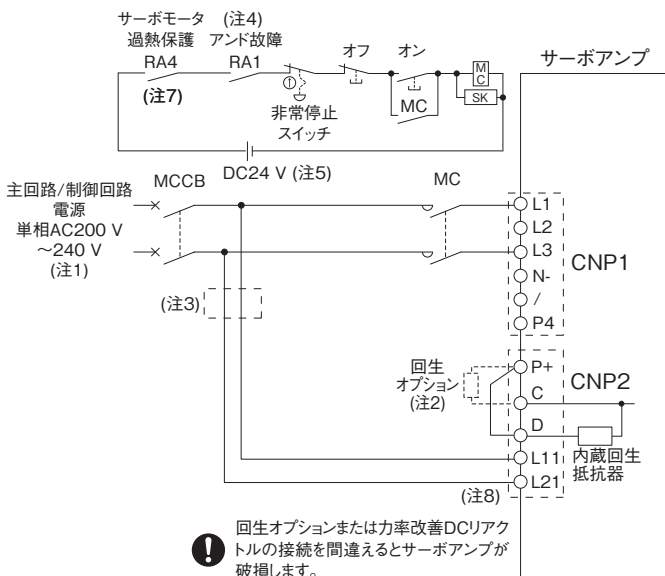 サーボモータ
過熱保護
RA4
(注7)
(注4)
アンド故障
RA1
非常停止
スイッチ
オフ
オン
MC
M
C
SK
サーボアンプ
DC24 V (注5)
主回路/制御回路
電源
単相AC200 V
～240 V
(注1)
MCCB
MC
L1
L2
L3
N-
/
P4
CNP1
(注3)
回生
オプション
(注2)
P+
C
D
L11
L21
CNP2
内蔵回生
抵抗器
(注8)
回生オプションまたは力率改善DCリアク
トルの接続を間違えるとサーボアンプが
破損します。